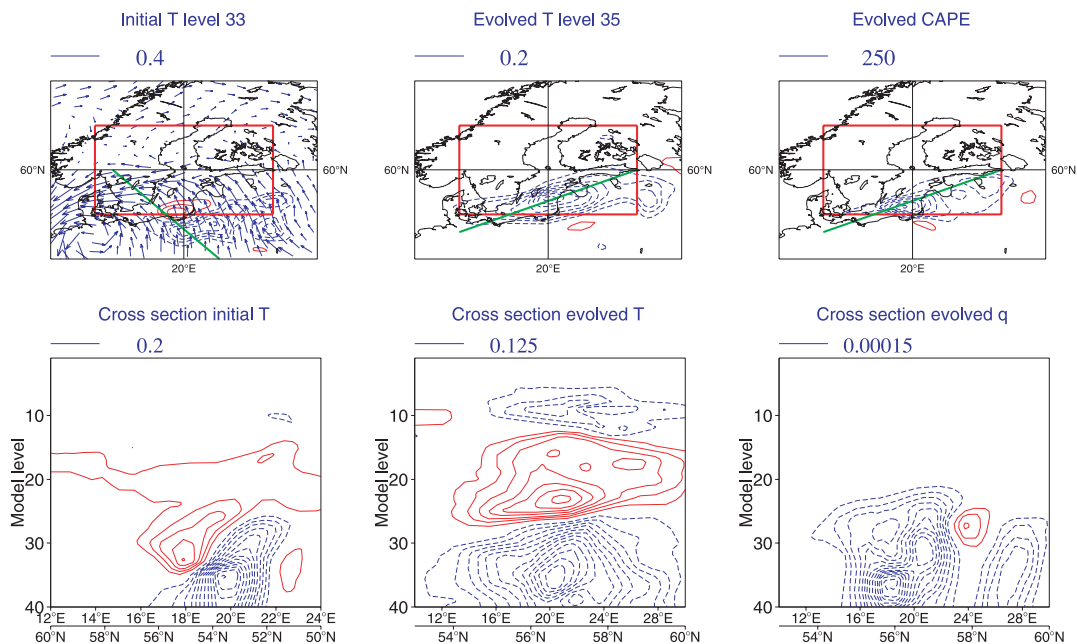 Initial T level 33
Evolved T level 35
Evolved CAPE
0.4
0.2
250
60°N
60°N
60°N
60°N
60°N
60°N
20°E
20°E
20°E
Cross section initial T
Cross section evolved T
Cross section evolved q
0.2
0.125
0.00015
Model level
10
20
30
40
12°E 14°E 16°E 18°E 20°E 22°E 24°E
60°N 58°N 56°N 54°N 52°N 50°N
Model level
10
20
30
40
12°E 16°E 20°E 24°E 28°E
54°N 56°N 58°N 60°N
Model level
10
20
30
40
12°E 16°E 20°E 24°E 28°E
54°N 56°N 58°N 60°N